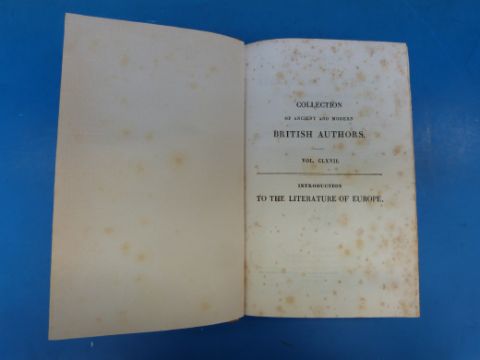 COLLECTION
OF ANCIENT AND MODERN
BRITISH AUTHORS.
VOL. CLXVII.
INTRODUCTION
TO THE LITERATURE OF EUROPE.